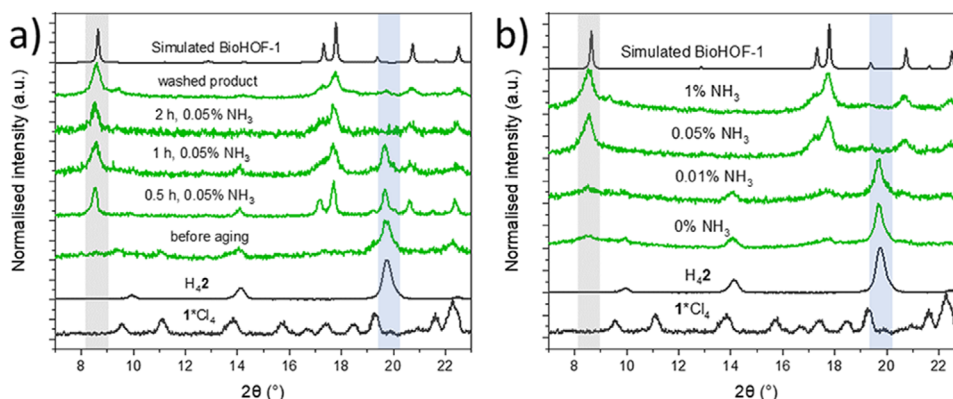 a)
Normalised intensity (a.u.)
Simulated BioHOF-1
washed product
2 h, 0.05% NH₃
1 h, 0.05% NH₃
0.5 h, 0.05% NH₃
before aging
H₄2
1*Cl₄
8 10 12 14 16 18 20 22
2θ (°)
b)
Normalised intensity (a.u.)
Simulated BioHOF-1
1% NH₃
0.05% NH₃
0.01% NH₃
0% NH₃
H₄2
1*Cl₄
8 10 12 14 16 18 20 22
2θ (°)